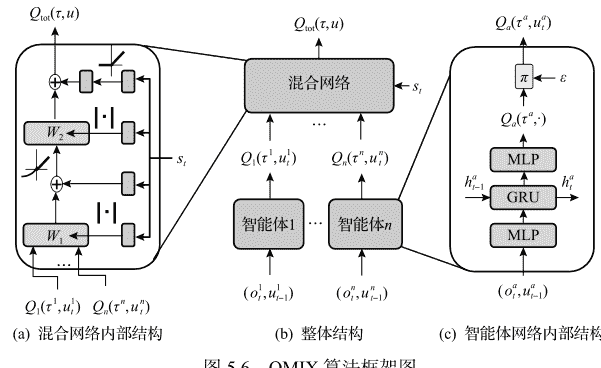 Q_tot(τ, u)
W_2
|·|
s_t
|·|
W_1
...
Q_1(τ^1, u_t^1) Q_n(τ^n, u_t^n)
(a) 混合网络内部结构
Q_tot(τ, u)
混合网络
s_t
...
Q_1(τ^1, u_t^1) Q_n(τ^n, u_t^n)
智能体1 ... 智能体n
(o_t^1, u_{t-1}^1) (o_t^n, u_{t-1}^n)
(b) 整体结构
Q_a(τ^a, u_t^a)
π ε
Q_a(τ^a, ·)
MLP
h_{t-1}^a GRU h_t^a
MLP
(o_t^a, u_{t-1}^a)
(c) 智能体网络内部结构
图 5.6 QMIX 算法框架图